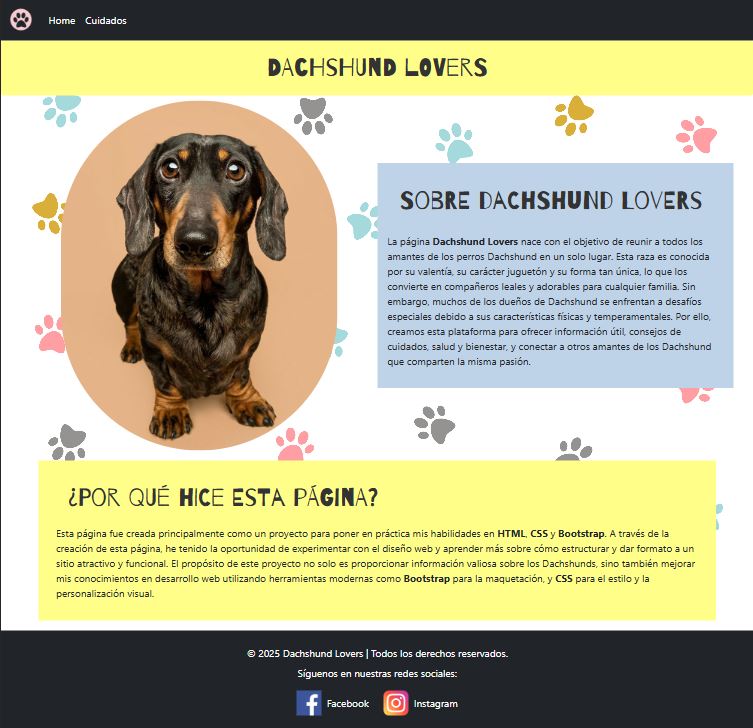 Home Cuidados
DACHSHUND LOVERS
SOBRE DACHSHUND LOVERS
La página Dachshund Lovers nace con el objetivo de reunir a todos los
amantes de los perros Dachshund en un solo lugar. Esta raza es conocida
por su valentía, su carácter juguetón y su forma tan única, lo que los
convierte en compañeros leales y adorables para cualquier familia. Sin
embargo, muchos de los dueños de Dachshund se enfrentan a desafíos
especiales debido a sus características físicas y temperamentales. Por ello,
creamos esta plataforma para ofrecer información útil, consejos de
cuidados, salud y bienestar, y conectar a otros amantes de los Dachshund
que comparten la misma pasión.
¿POR QUÉ HICE ESTA PÁGINA?
Esta página fue creada principalmente como un proyecto para poner en práctica mis habilidades en HTML, CSS y Bootstrap. A través de la
creación de esta página, he tenido la oportunidad de experimentar con el diseño web y aprender más sobre cómo estructurar y dar formato a un
sitio atractivo y funcional. El propósito de este proyecto no solo es proporcionar información valiosa sobre los Dachshunds, sino también mejorar
mis conocimientos en desarrollo web utilizando herramientas modernas como Bootstrap para la maquetación, y CSS para el estilo y la
personalización visual.
© 2025 Dachshund Lovers | Todos los derechos reservados.
Síguenos en nuestras redes sociales:
Facebook Instagram